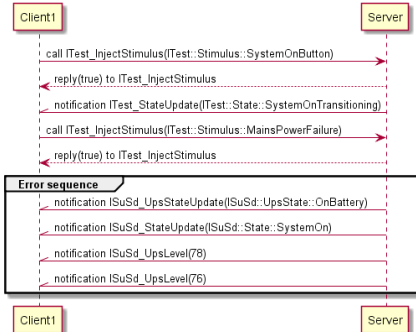 Client1 Server
call ITest_InjectStimulus(ITest::Stimulus::SystemOnButton)
reply(true) to ITest_InjectStimulus
notification ITest_StateUpdate(ITest::State::SystemOnTransitioning)
call ITest_InjectStimulus(ITest::Stimulus::MainsPowerFailure)
reply(true) to ITest_InjectStimulus
Error sequence
notification ISuSd_UpsStateUpdate(ISuSd::UpsState::OnBattery)
notification ISuSd_StateUpdate(ISuSd::State::SystemOn)
notification ISuSd_UpsLevel(78)
notification ISuSd_UpsLevel(76)
Client1 Server